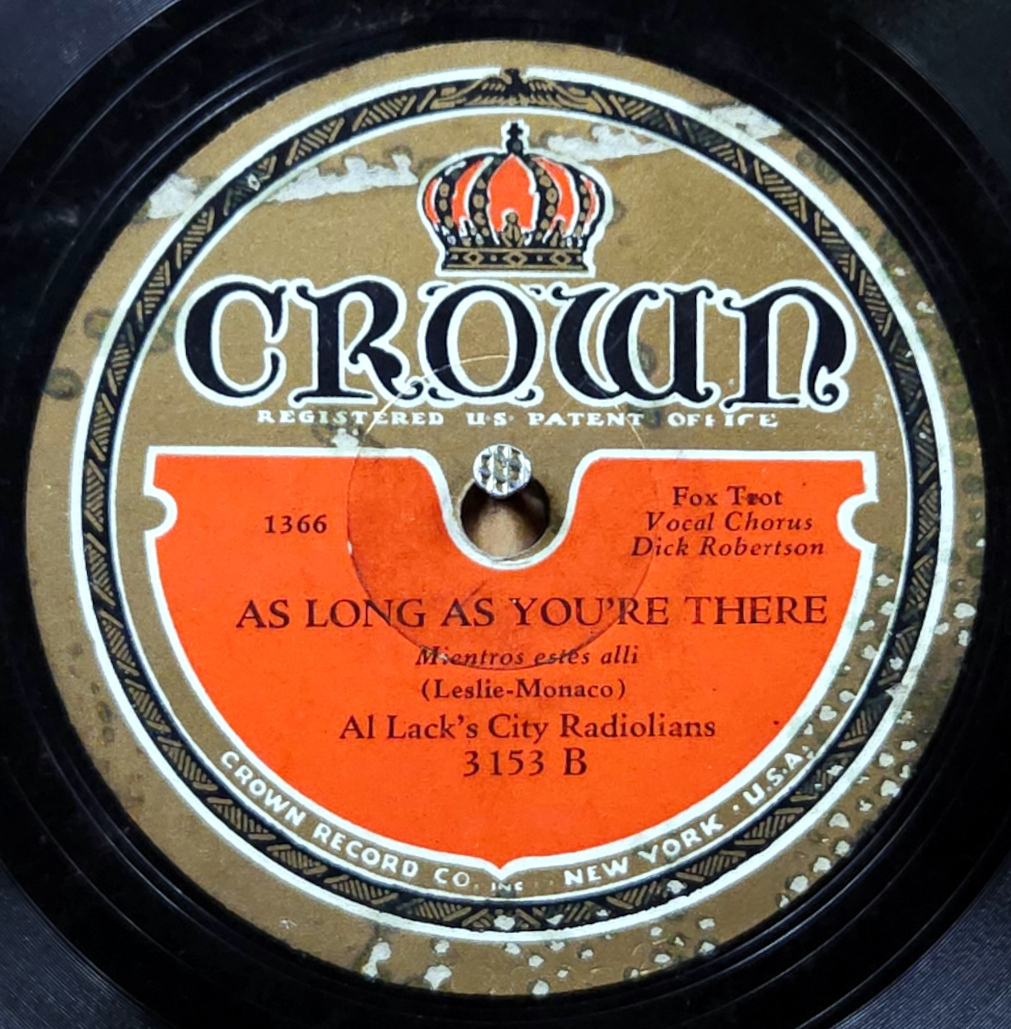 CROWN
REGISTERED U.S. PATENT OFFICE
1366
Fox Trot
Vocal Chorus
Dick Robertson
AS LONG AS YOU'RE THERE
Mientros estés alli
(Leslie-Monaco)
Al Lack's City Radiolians
3153 B
CROWN RECORD CO. INC. NEW YORK · U.S.A.